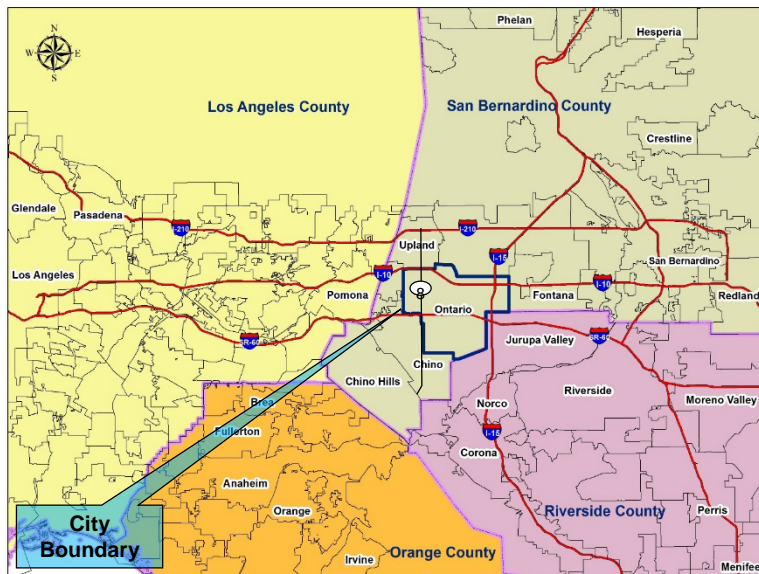 Phelan
Hesperia
N
W
E
S
Los Angeles County
San Bernardino County
Crestline
Glendale
Pasadena
I-210
I-210
Upland
I-15
San Bernardino
Los Angeles
I-10
I-10
Pomona
Fontana
Redland
Ontario
SR-60
SR-60
Jurupa Valley
Chino
Chino Hills
Riverside
Brea
Norco
Moreno Valley
Fullerton
I-15
Corona
Anaheim
Orange
Riverside County
Perris
City
Boundary
Orange County
Irvine
Menifee